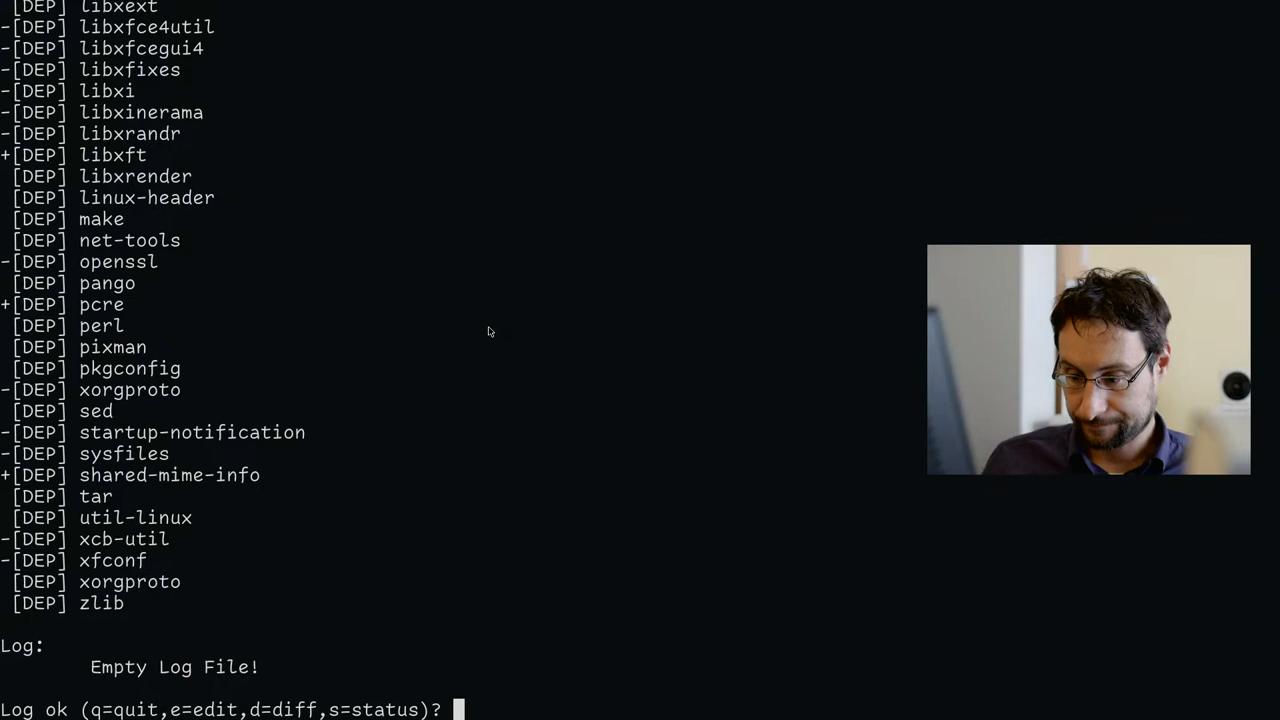 [DEP] libxext
-[DEP] libxfce4util
-[DEP] libxfcegui4
-[DEP] libxfixes
-[DEP] libxi
-[DEP] libxinerama
-[DEP] libxrandr
+[DEP] libxft
[DEP] libxrender
[DEP] linux-header
[DEP] make
[DEP] net-tools
-[DEP] openssl
[DEP] pango
+[DEP] pcre
[DEP] perl
[DEP] pixman
[DEP] pkgconfig
-[DEP] xorgproto
[DEP] sed
-[DEP] startup-notification
-[DEP] sysfiles
+[DEP] shared-mime-info
[DEP] tar
[DEP] util-linux
-[DEP] xcb-util
-[DEP] xfconf
[DEP] xorgproto
[DEP] zlib
Log:
Empty Log File!
Log ok (q=quit,e=edit,d=diff,s=status)?